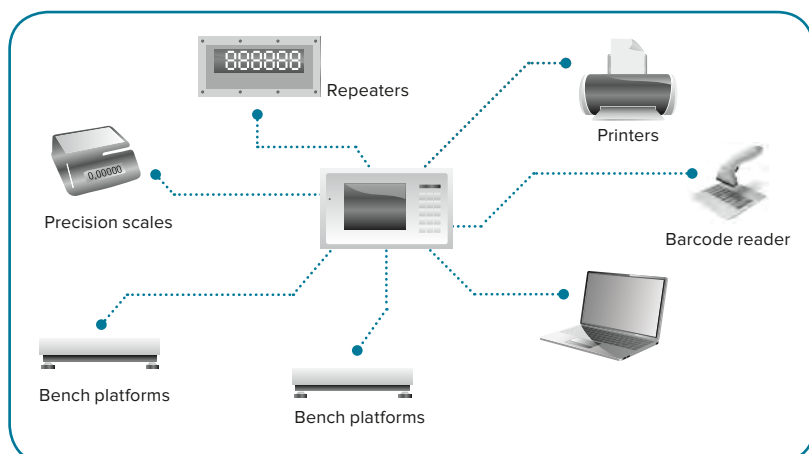 888888
Repeaters
Printers
0,00000
Precision scales
Barcode reader
Bench platforms
Bench platforms